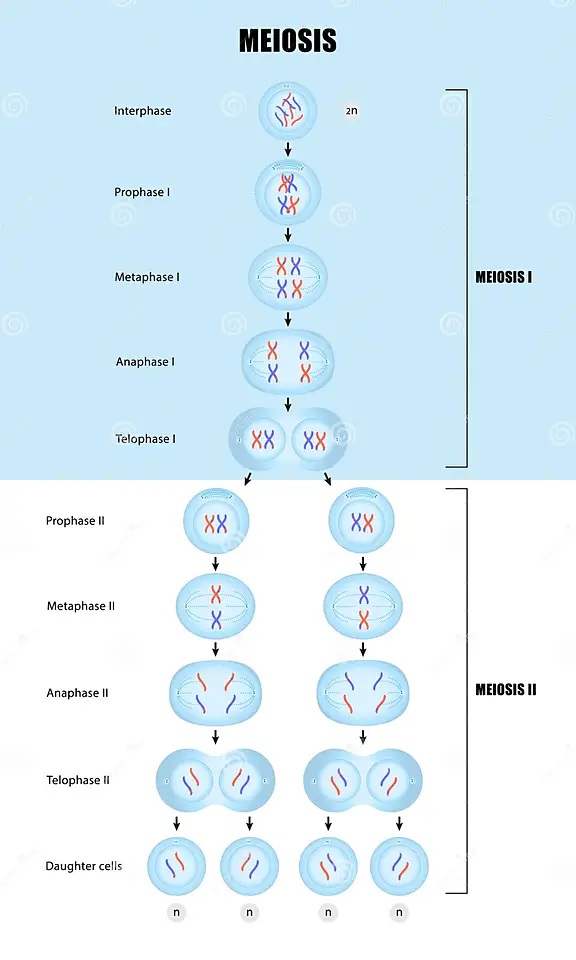 MEIOSIS
Interphase
2n
Prophase I
Metaphase I
MEIOSIS I
Anaphase I
Telophase I
Prophase II
Metaphase II
Anaphase II
MEIOSIS II
Telophase II
Daughter cells
n n n n